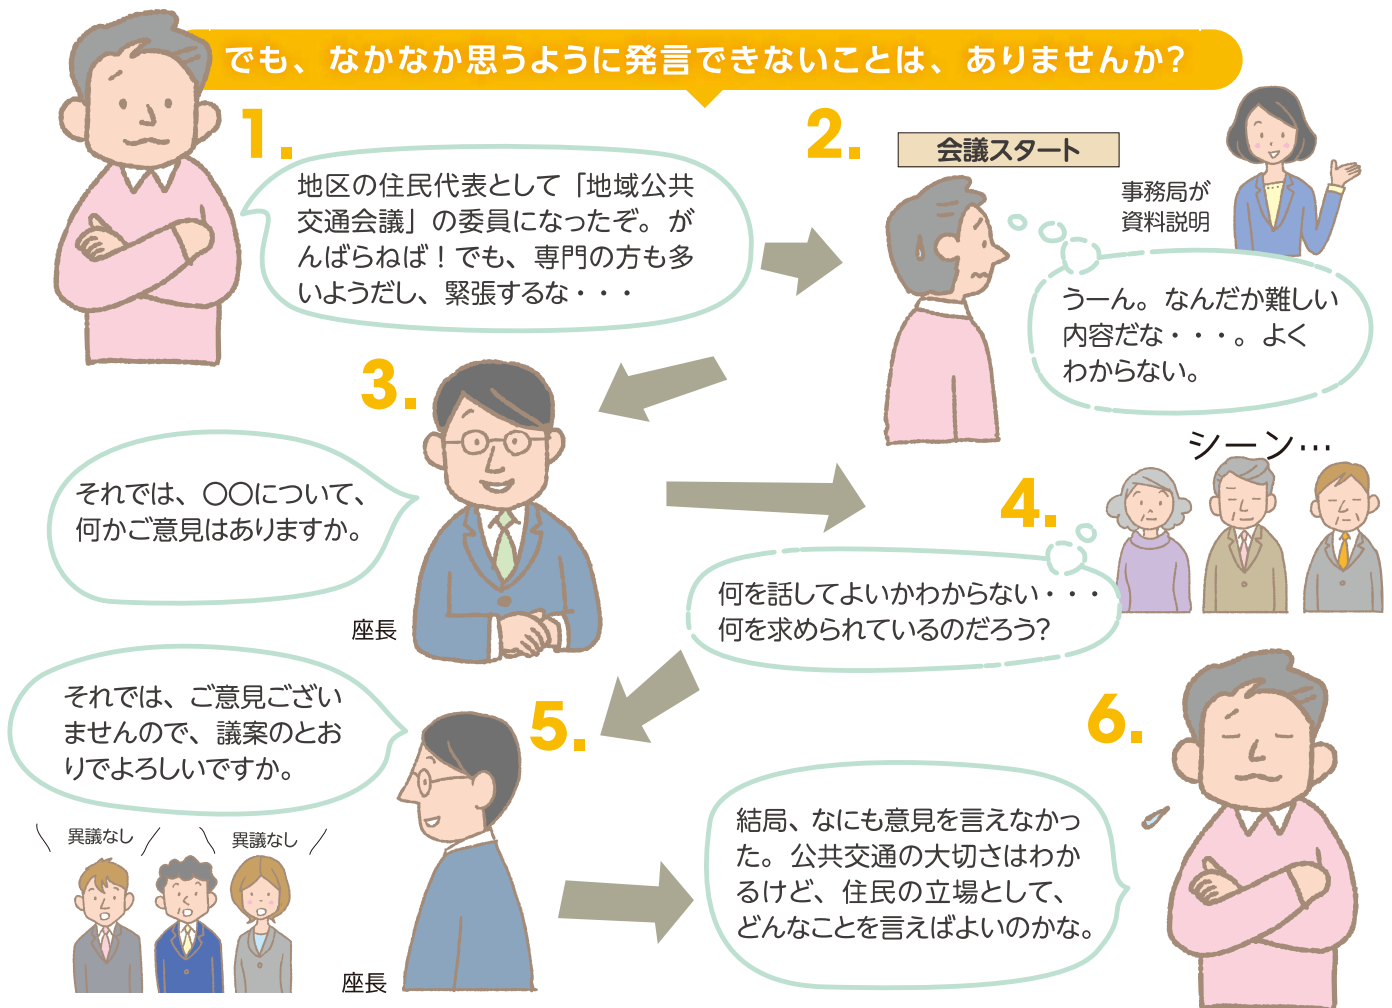 でも、なかなか思うように発言できないことは、ありませんか?
1.
地区の住民代表として「地域公共
交通会議」の委員になったぞ。が
んばらねば!でも、専門の方も多
いようだし、緊張するな・・・
2.
会議スタート
事務局が
資料説明
うーん。なんだか難しい
内容だな・・・。よく
わからない。
3.
それでは、〇〇について、
何かご意見はありますか。
座長
シーン…
4.
何を話してよいかわからない・・・
何を求められているのだろう?
5.
それでは、ご意見ござい
ませんので、議案のとお
りでよろしいですか。
異議なし
異議なし
座長
6.
結局、なにも意見を言えなかっ
た。公共交通の大切さはわか
るけど、住民の立場として、
どんなことを言えばよいのかな。